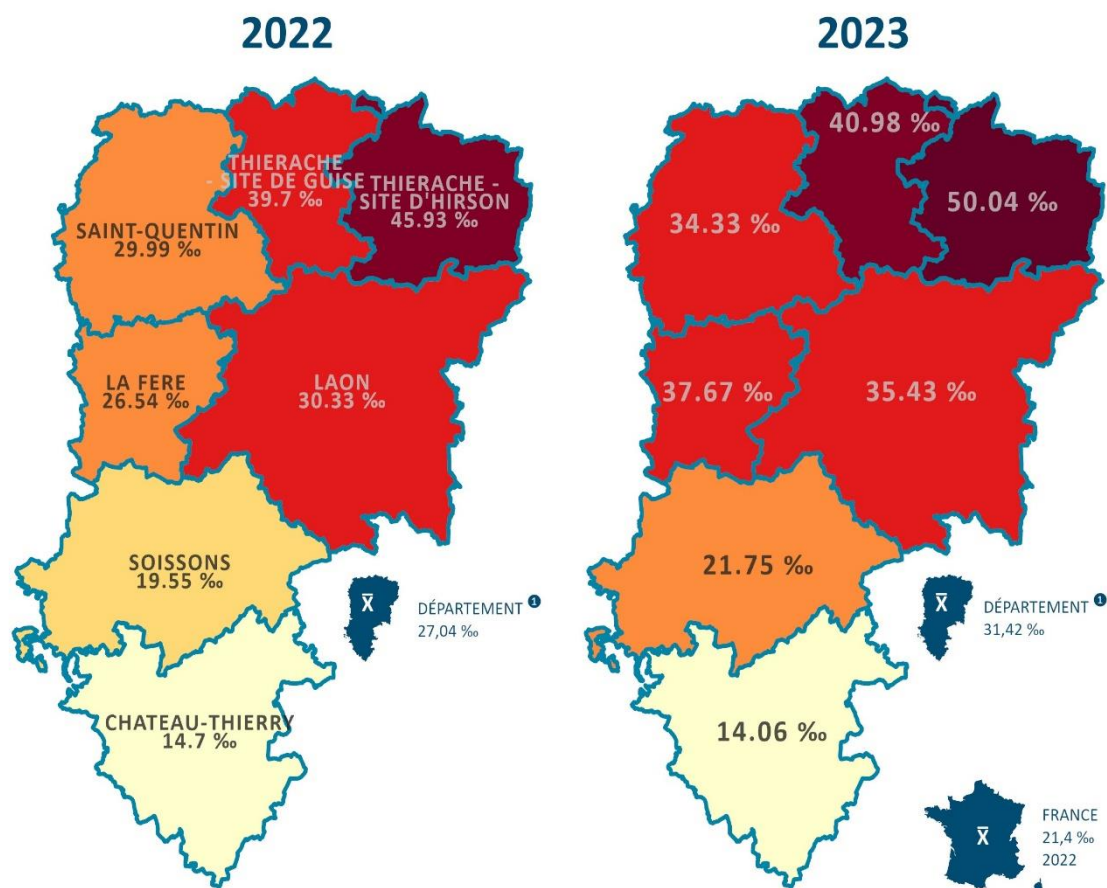 2022
THIERACHE
- SITE DE GUISE
39.7 ‰
THIERACHE -
SITE D'HIRSON
45.93 ‰
SAINT-QUENTIN
29.99 ‰
LA FERE
26.54 ‰
LAON
30.33 ‰
SOISSONS
19.55 ‰
X̅
DÉPARTEMENT ❶
27,04 ‰
CHATEAU-THIERRY
14.7 ‰
2023
40.98 ‰
50.04 ‰
34.33 ‰
37.67 ‰
35.43 ‰
21.75 ‰
X̅
DÉPARTEMENT ❶
31,42 ‰
14.06 ‰
X̅
FRANCE
21,4 ‰
2022